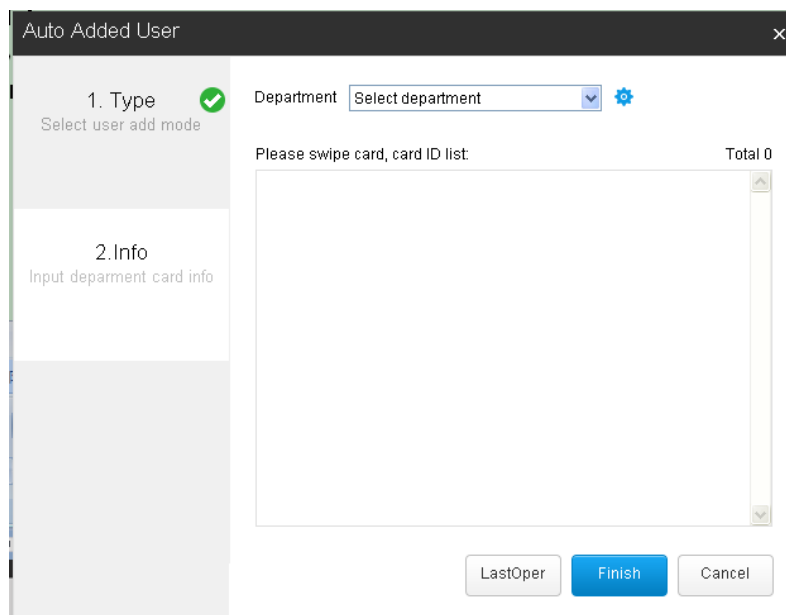 Auto Added User
1. Type
Select user add mode
2.Info
Input deparment card info
Department Select department
Please swipe card, card ID list: Total 0
LastOper Finish Cancel